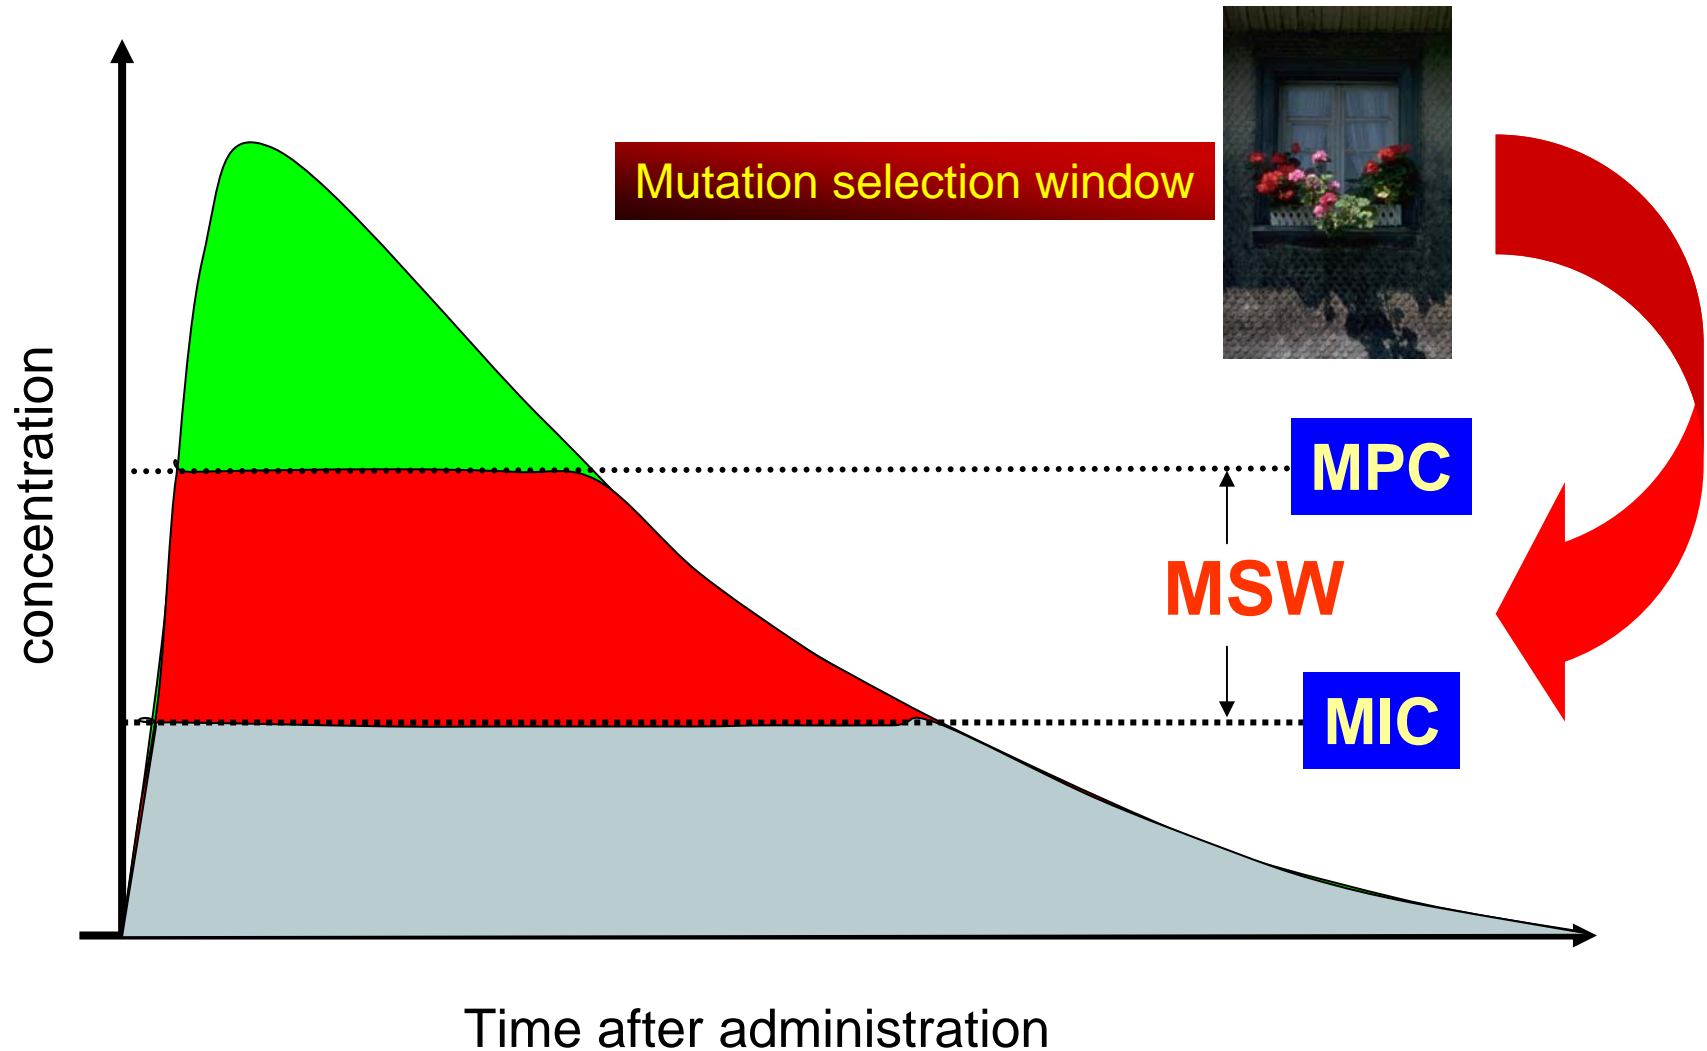 Mutation selection window
concentration
MPC
MSW
MIC
Time after administration